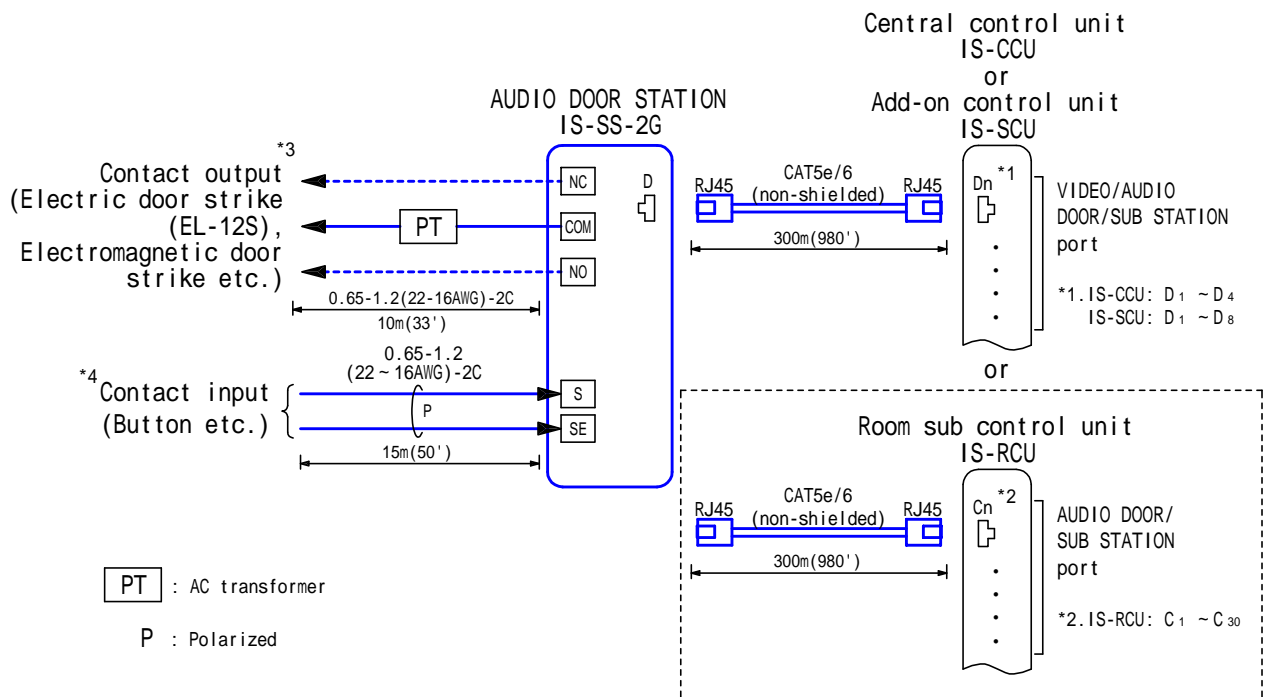 Central control unit
IS-CCU
or
Add-on control unit
IS-SCU
AUDIO DOOR STATION
IS-SS-2G
*3
Contact output
(Electric door strike
(EL-12S),
Electromagnetic door
strike etc.)
PT
NC
COM
NO
D
0.65-1.2(22-16AWG)-2C
10m(33')
RJ45
CAT5e/6
(non-shielded)
RJ45
300m(980')
Dn *1
VIDEO/AUDIO
DOOR/SUB STATION
port
*1.IS-CCU: D1 ~D4
IS-SCU: D1 ~D8
or
*4
Contact input
(Button etc.)
0.65-1.2
(22~16AWG)-2C
P
S
SE
15m(50')
Room sub control unit
IS-RCU
RJ45
CAT5e/6
(non-shielded)
RJ45
300m(980')
Cn *2
AUDIO DOOR/
SUB STATION
port
*2.IS-RCU: C1 ~C30
PT : AC transformer
P : Polarized